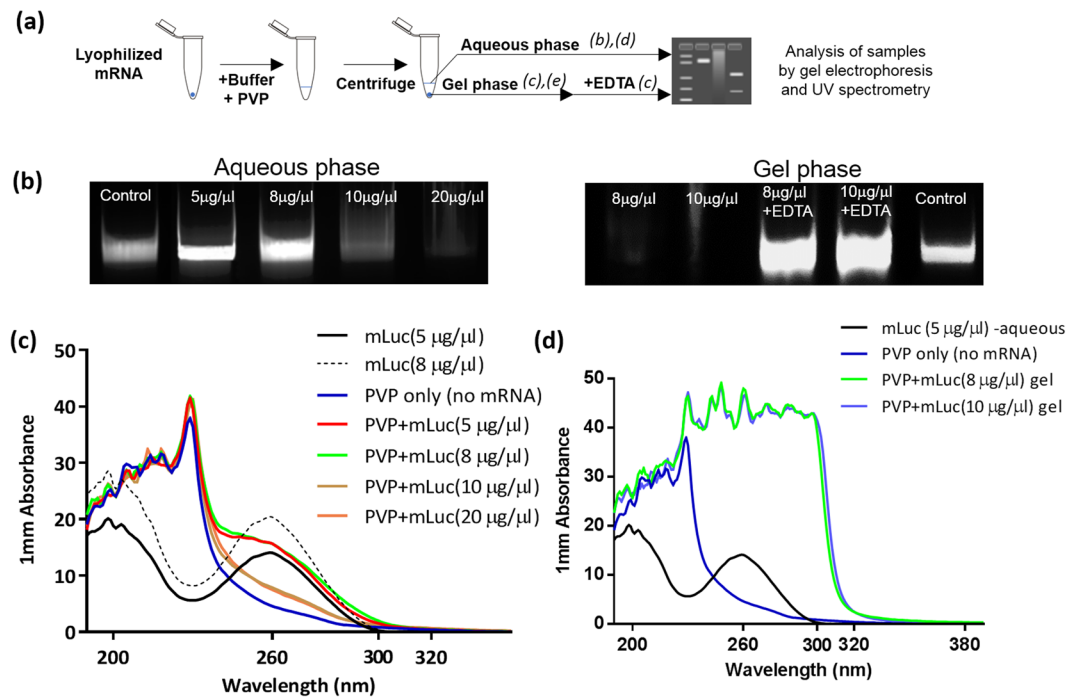 (a)
Lyophilized
mRNA
+Buffer
+ PVP
Centrifuge
Aqueous phase (b),(d)
Gel phase (c),(e)
+EDTA (c)
Analysis of samples
by gel electrophoresis
and UV spectrometry
(b)
Aqueous phase
Control
5µg/µl
8µg/µl
10µg/µl
20µg/µl
Gel phase
8µg/µl
10µg/µl
8µg/µl
+EDTA
10µg/µl
+EDTA
Control
(c)
mLuc(5 µg/µl)
mLuc(8 µg/µl)
PVP only (no mRNA)
PVP+mLuc(5 µg/µl)
PVP+mLuc(8 µg/µl)
PVP+mLuc(10 µg/µl)
PVP+mLuc(20 µg/µl)
1mm Absorbance
50
40
30
20
10
0
200
260
300
320
Wavelength (nm)
(d)
mLuc (5 µg/µl) -aqueous
PVP only (no mRNA)
PVP+mLuc(8 µg/µl) gel
PVP+mLuc(10 µg/µl) gel
1mm Absorbance
50
40
30
20
10
0
200
260
300
320
380
Wavelength (nm)